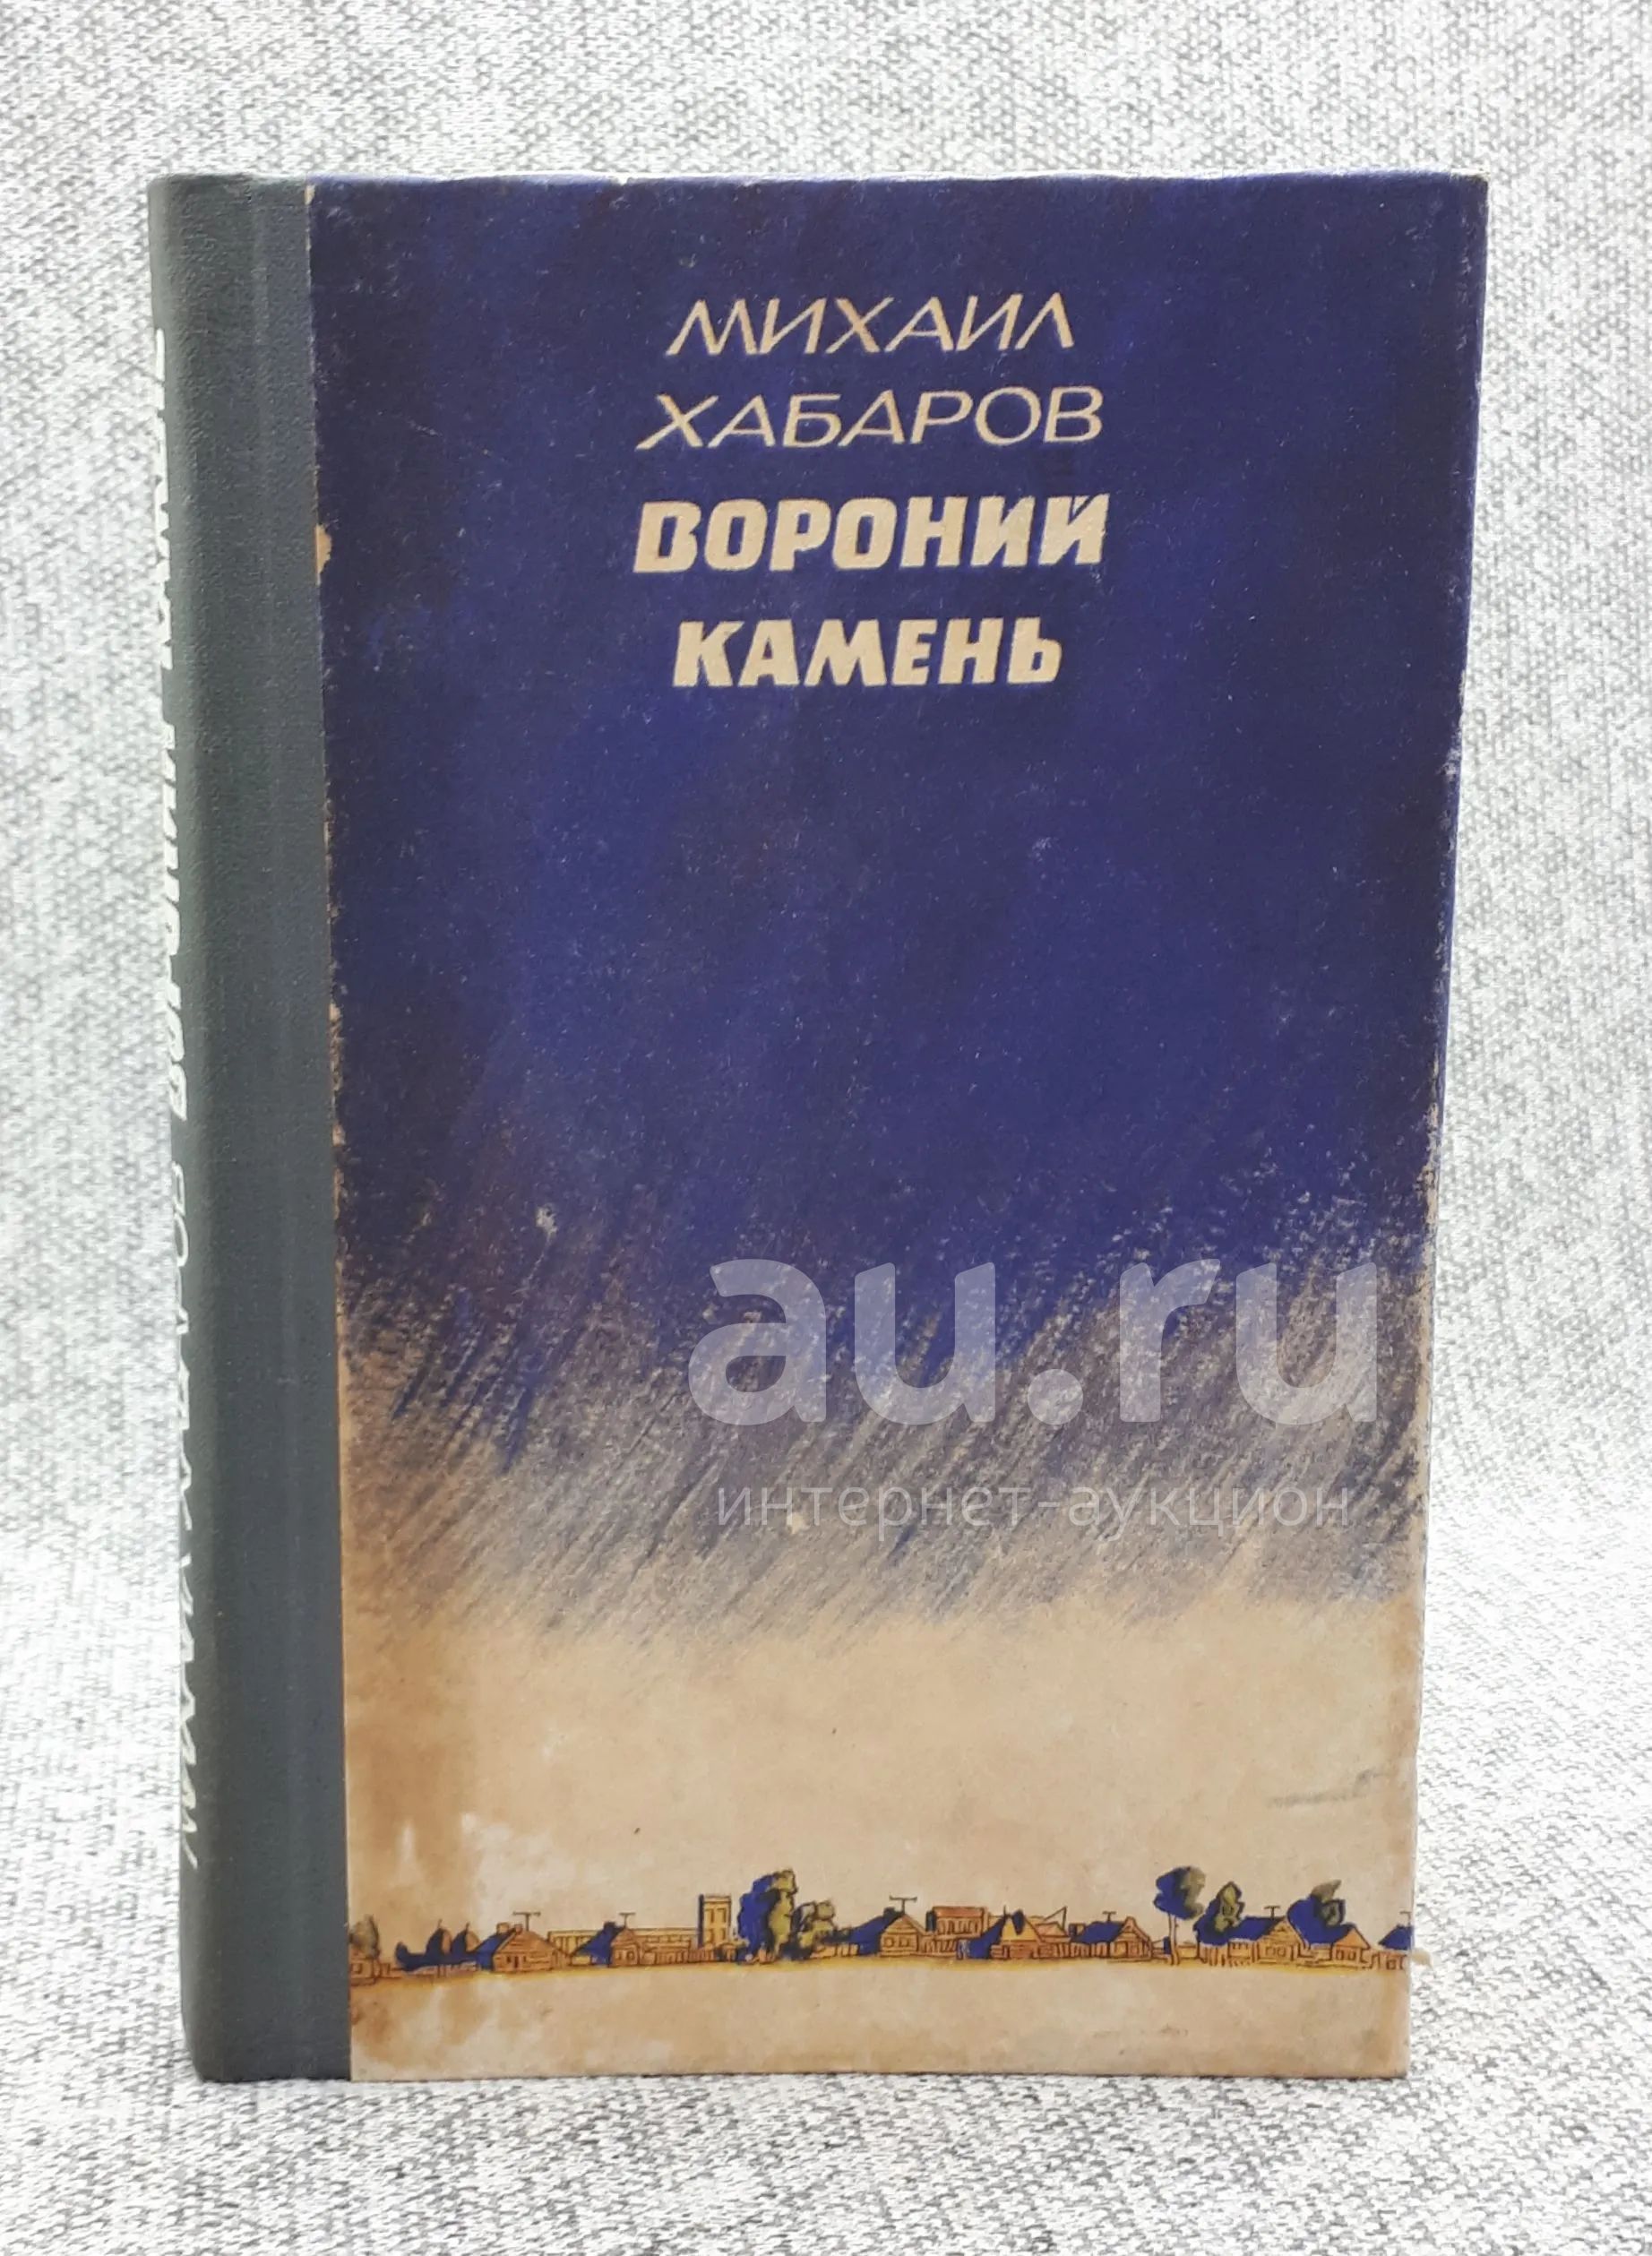 МИХАИЛ
ХАБАРОВ
ВОРОНИЙ
КАМЕНЬ
au.ru
интернет-аукцион